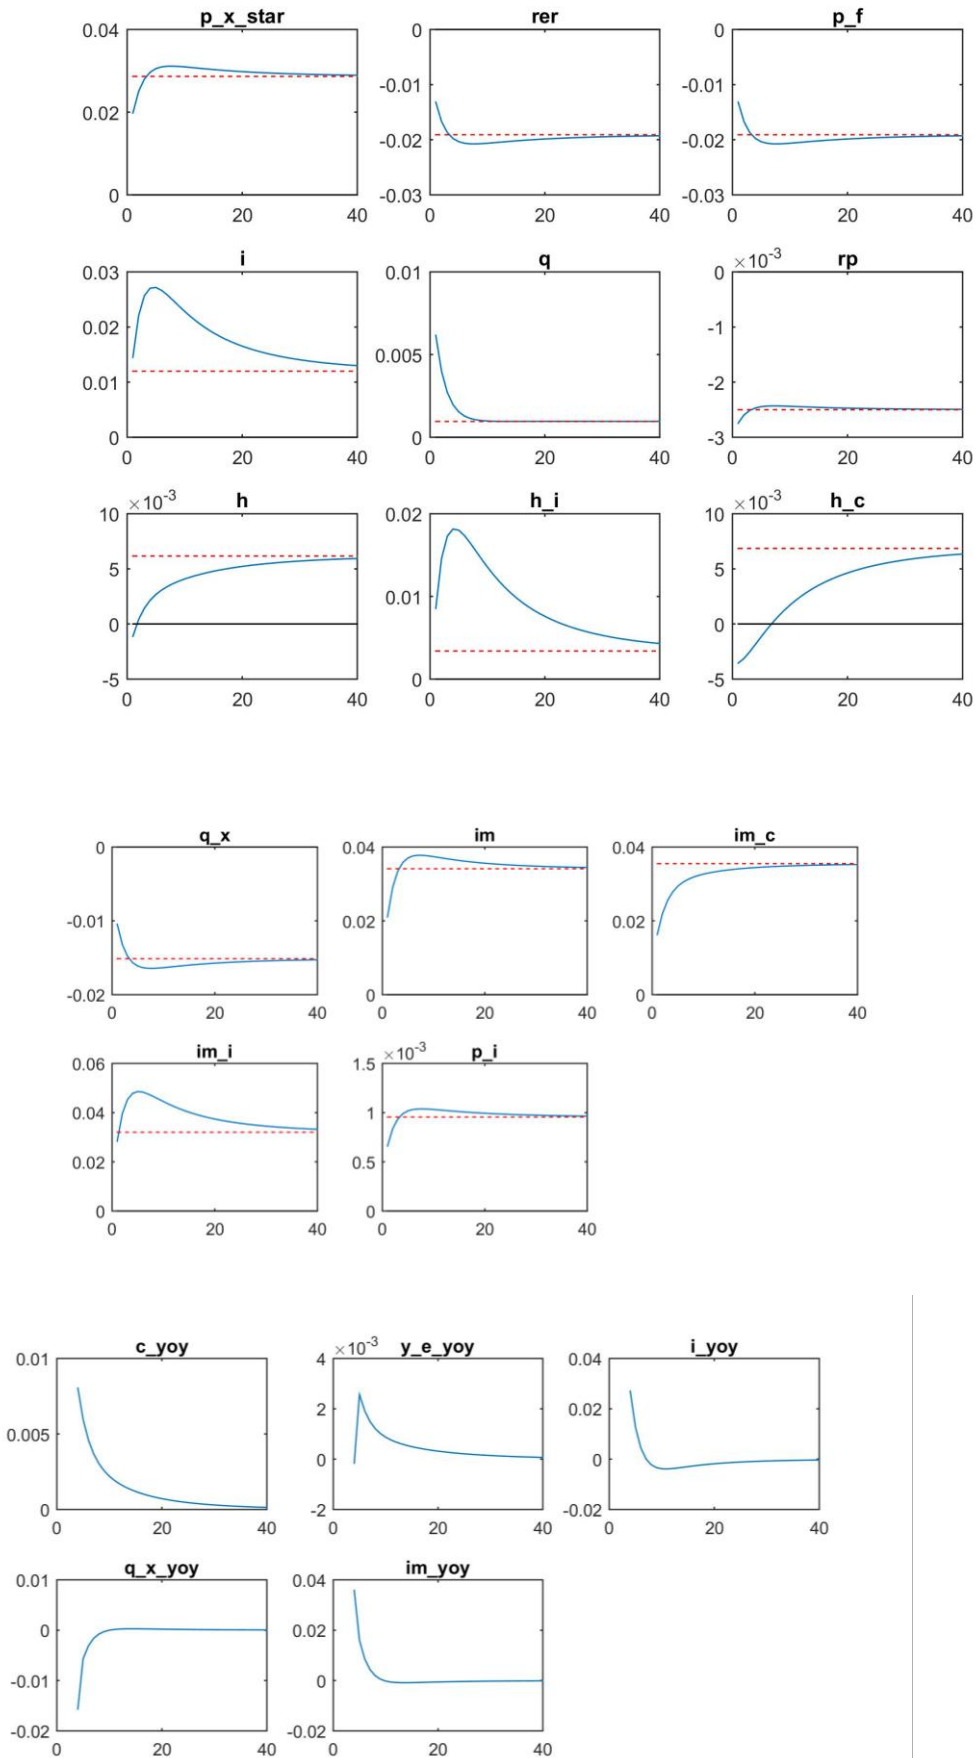 p_x_star rer p_f
0.04 0 0
0.02 -0.01 -0.01
-0.02 -0.02
0 -0.03 -0.03
0 20 40 0 20 40 0 20 40
i q rp
×10-3
0.03 0.01 0
0.02 0.005 -1
0.01 -2
0 0 -3
0 20 40 0 20 40 0 20 40
h h_i h_c
×10-3 ×10-3
10 0.02 10
5 0.01 5
0 0
-5 0 -5
0 20 40 0 20 40 0 20 40
q_x im im_c
0 0.04 0.04
-0.01 0.02 0.02
-0.02 0 0
0 20 40 0 20 40 0 20 40
im_i p_i
×10-3
0.06 1.5
0.04 1
0.02 0.5
0 0
0 20 40 0 20 40
c_yoy y_e_yoy i_yoy
×10-3
0.01 4 0.04
2 0.02
0.005 0 0
0 -2 -0.02
0 20 40 0 20 40 0 20 40
q_x_yoy im_yoy
0.01 0.04
0 0.02
-0.01 0
-0.02 -0.02
0 20 40 0 20 40